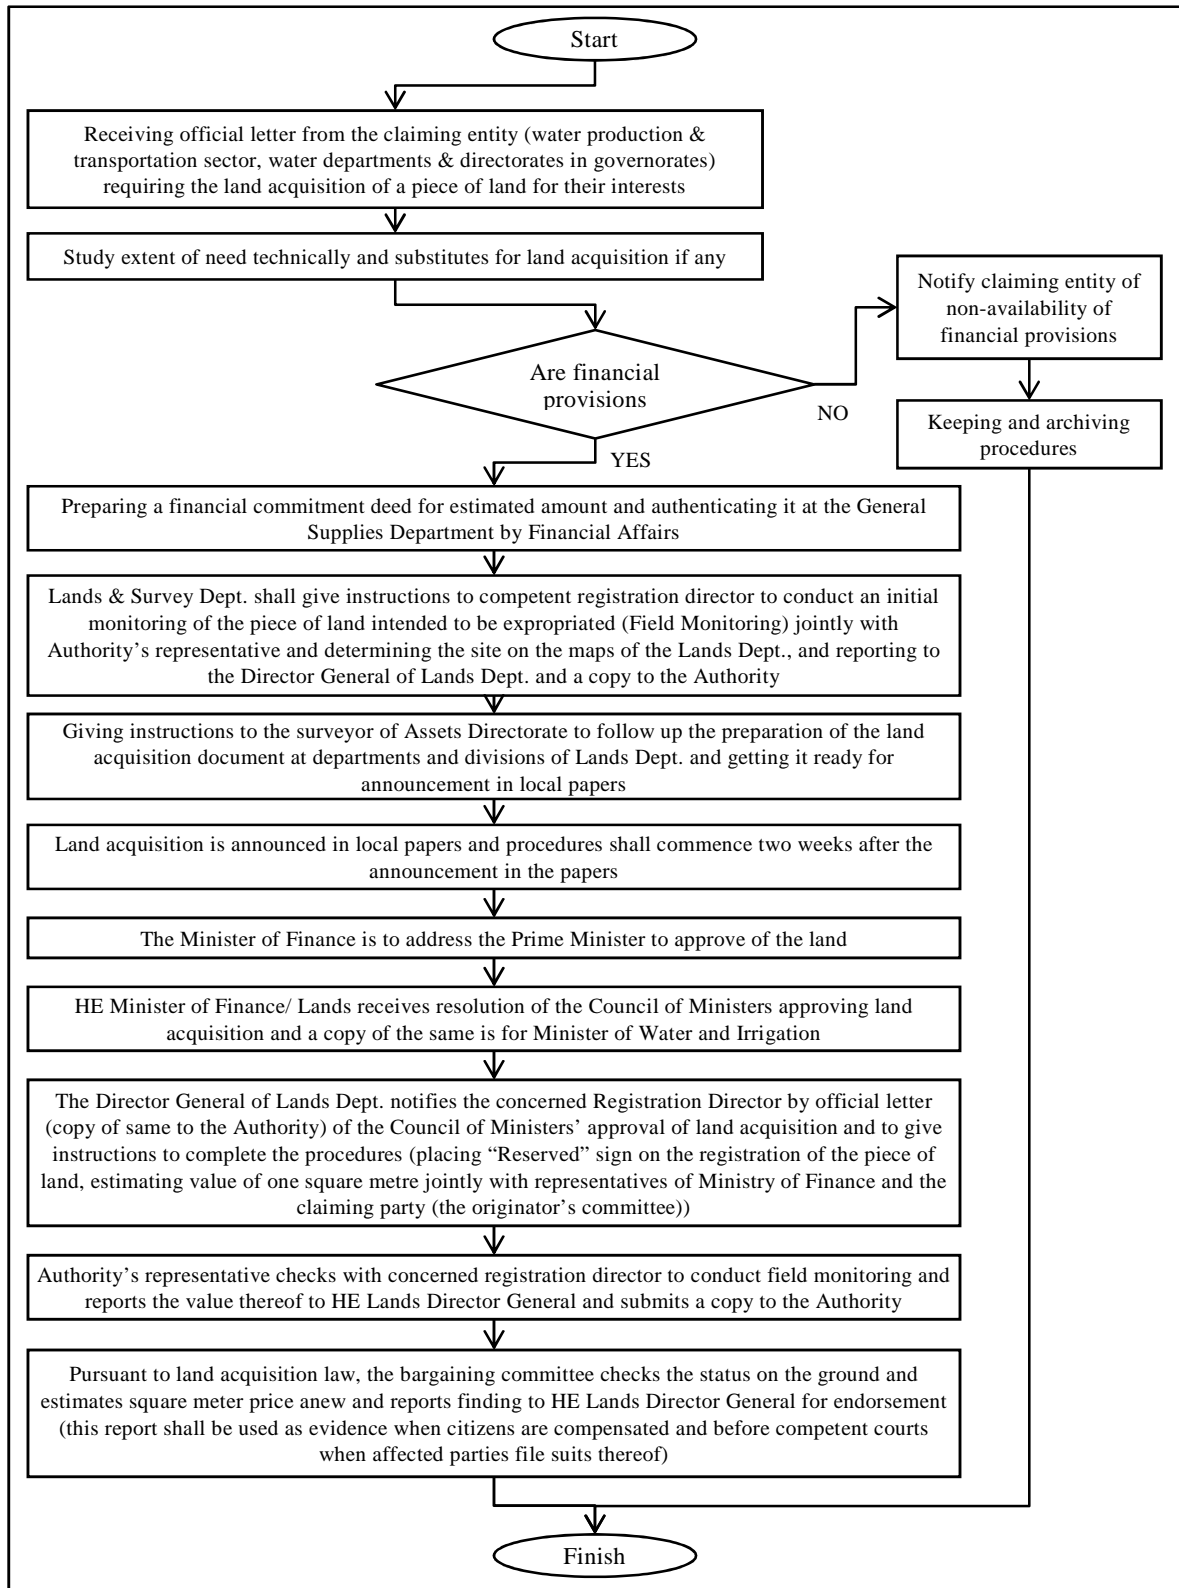 Start
Receiving official letter from the claiming entity (water production &
transportation sector, water departments & directorates in governorates)
requiring the land acquisition of a piece of land for their interests
Study extent of need technically and substitutes for land acquisition if any
Notify claiming entity of
non-availability of
financial provisions
Are financial
provisions
NO
Keeping and archiving
procedures
YES
Preparing a financial commitment deed for estimated amount and authenticating it at the General
Supplies Department by Financial Affairs
Lands & Survey Dept. shall give instructions to competent registration director to conduct an initial
monitoring of the piece of land intended to be expropriated (Field Monitoring) jointly with
Authority's representative and determining the site on the maps of the Lands Dept., and reporting to
the Director General of Lands Dept. and a copy to the Authority
Giving instructions to the surveyor of Assets Directorate to follow up the preparation of the land
acquisition document at departments and divisions of Lands Dept. and getting it ready for
announcement in local papers
Land acquisition is announced in local papers and procedures shall commence two weeks after the
announcement in the papers
The Minister of Finance is to address the Prime Minister to approve of the land
HE Minister of Finance/ Lands receives resolution of the Council of Ministers approving land
acquisition and a copy of the same is for Minister of Water and Irrigation
The Director General of Lands Dept. notifies the concerned Registration Director by official letter
(copy of same to the Authority) of the Council of Ministers' approval of land acquisition and to give
instructions to complete the procedures (placing “Reserved” sign on the registration of the piece of
land, estimating value of one square metre jointly with representatives of Ministry of Finance and the
claiming party (the originator's committee))
Authority's representative checks with concerned registration director to conduct field monitoring and
reports the value thereof to HE Lands Director General and submits a copy to the Authority
Pursuant to land acquisition law, the bargaining committee checks the status on the ground and
estimates square meter price anew and reports finding to HE Lands Director General for endorsement
(this report shall be used as evidence when citizens are compensated and before competent courts
when affected parties file suits thereof)
Finish